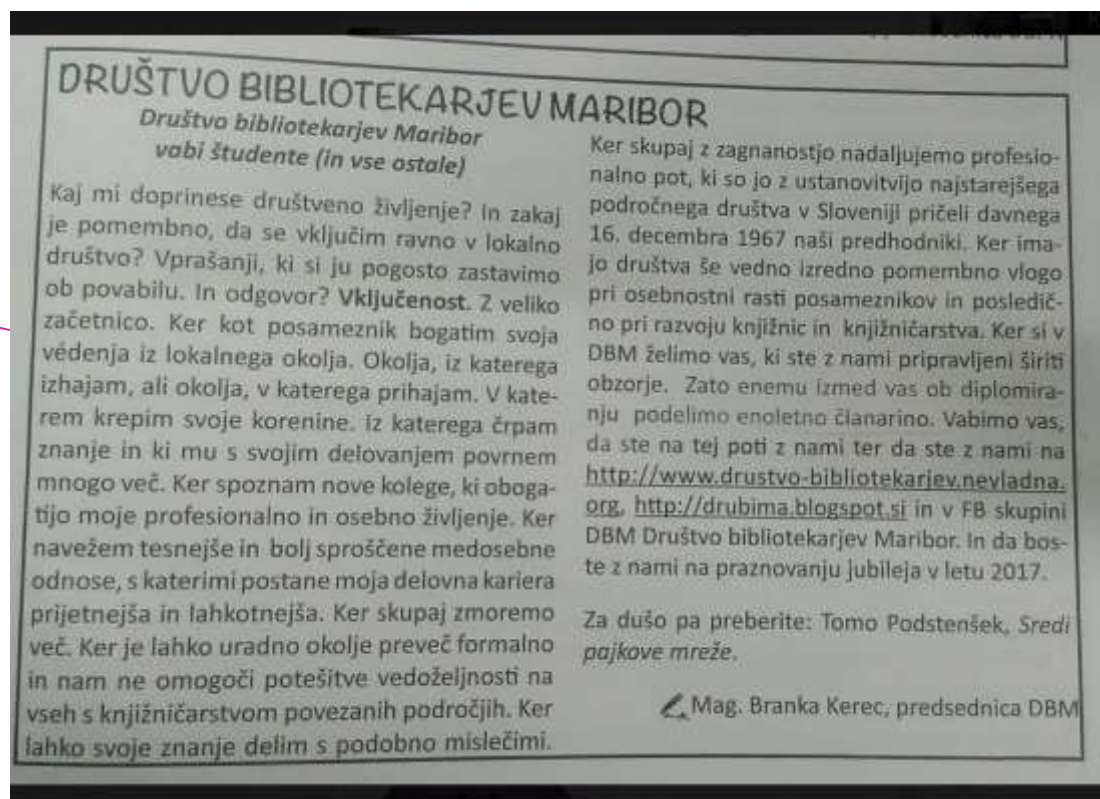 DRUŠTVO BIBLIOTEKARJEV MARIBOR
Društvo bibliotekarjev Maribor
vabi študente (in vse ostale)
Kaj mi doprinese društveno življenje? In zakaj
je pomembno, da se vključim ravno v lokalno
društvo? Vprašanji, ki si ju pogosto zastavimo
ob povabilu. In odgovor? Vključenost. Z veliko
začetnico. Ker kot posameznik bogatim svoja
védenja iz lokalnega okolja. Okolja, iz katerega
izhajam, ali okolja, v katerega prihajam. V kate-
rem krepim svoje korenine. Iz katerega črpam
znanje in ki mu s svojim delovanjem povrnem
mnogo več. Ker spoznam nove kolege, ki oboga-
tijo moje profesionalno in osebno življenje. Ker
navežem tesnejše in bolj sproščene medosebne
odnose, s katerimi postane moja delovna kariera
prijetnejša in lahkotnejša. Ker skupaj zmoremo
več. Ker je lahko uradno okolje preveč formalno
in nam ne omogoči potešitve vedoželjnosti na
vseh s knjižničarstvom povezanih področjih. Ker
lahko svoje znanje delim s podobno mislečimi.
Ker skupaj z zagnanostjo nadaljujemo profesio-
nalno pot, ki so jo z ustanovitvijo najstarejšega
področnega društva v Sloveniji pričeli davnega
16. decembra 1967 naši predhodniki. Ker ima-
jo društva še vedno izredno pomembno vlogo
pri osebnostni rasti posameznikov in posledič-
no pri razvoju knjižnic in knjižničarstva. Ker si v
DBM želimo vas, ki ste z nami pripravljeni širiti
obzorje. Zato enemu izmed vas ob diplomira-
nju podelimo enoletno članarino. Vabimo vas,
da ste na tej poti z nami ter da ste z nami na
http://www.drustvo-bibliotekarjev.nevladna.
org, http://drubima.blogspot.si in v FB skupini
DBM Društvo bibliotekarjev Maribor. In da bos-
te z nami na praznovanju jubileja v letu 2017.
Za dušo pa preberite: Tomo Podstenšek, Sredi
pajkove mreže.
Mag. Branka Kerec, predsednica DBM